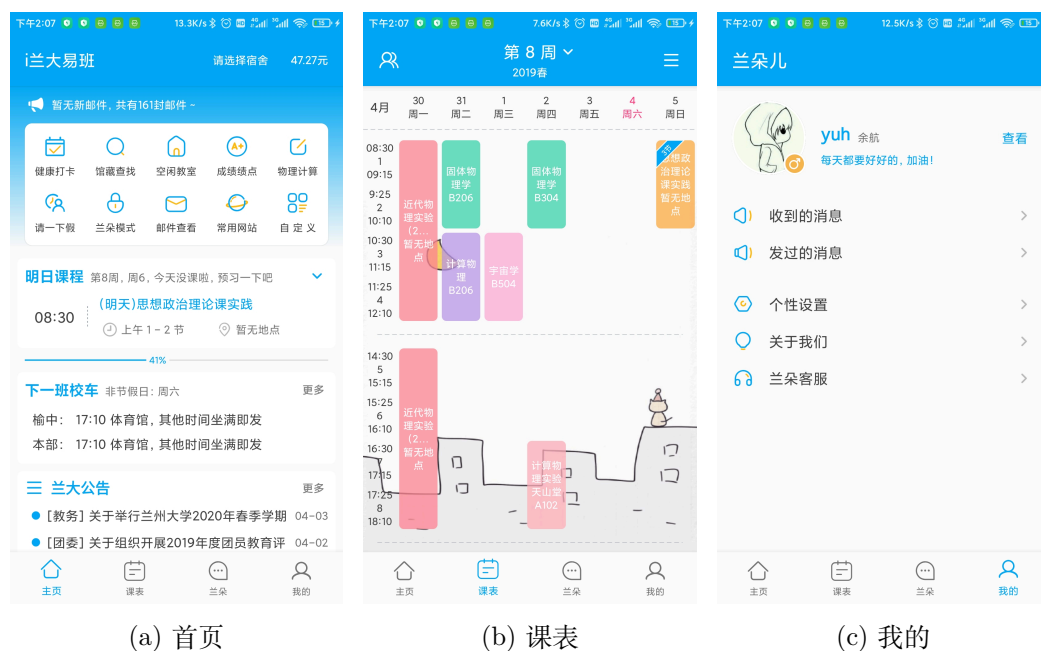 下午2:07 13.3K/s HD 4G 3G 15
i兰大易班 请选择宿舍 47.27元
暂无新邮件，共有161封邮件 -
健康打卡 馆藏查找 空闲教室 成绩绩点 物理计算
请一下假 兰朵模式 邮件查看 常用网站 自 定 义
明日课程 第8周，周6，今天没课啦，预习一下吧
(明天)思想政治理论课实践
08:30 上午 1 - 2 节 暂无地点
41%
下一班校车 非节假日: 周六 更多
榆中： 17:10 体育馆，其他时间坐满即发
本部： 17:10 体育馆，其他时间坐满即发
兰大公告 更多
[教务] 关于举行兰州大学2020年春季学期 04-03
[团委] 关于组织开展2019年度团员教育评 04-02
主页 课表 兰朵 我的
(a) 首页
下午2:07 7.6K/s HD 4G 3G 15
第 8 周
2019春
4月 30 31 1 2 3 4 5
周一 周二 周三 周四 周五 周六 周日
08:30
1
09:15
9:25
2
10:10
10:30
3
11:15
11:25
4
12:10
近代物
理实验
(2...
暂无地
点
固体物
理学
B206
计算物
理
B206
宇宙学
B504
固体物
理学
B304
3节
思想政
治理论
课实践
暂无地
点
14:30
5
15:15
15:25
6
16:10
16:30
7
17:15
17:25
8
18:10
近代物
理实验
(2...
暂无地
点
计算物
理实验
天山堂
A102
主页 课表 兰朵 我的
(b) 课表
下午2:07 12.5K/s HD 4G 3G 15
兰朵儿
yuh 余航 查看
每天都要好好的，加油！
收到的消息
发过的消息
个性设置
关于我们
兰朵客服
主页 课表 兰朵 我的
(c) 我的